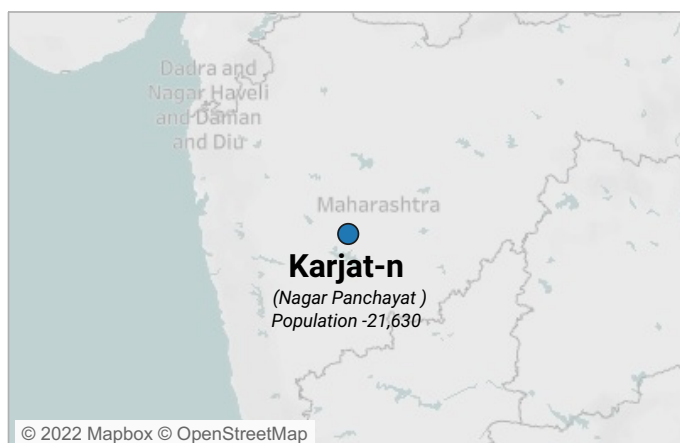 Dadra and
Nagar Haveli
and Daman
and Diu
Maharashtra
Karjat-n
(Nagar Panchayat )
Population -21,630
© 2022 Mapbox © OpenStreetMap